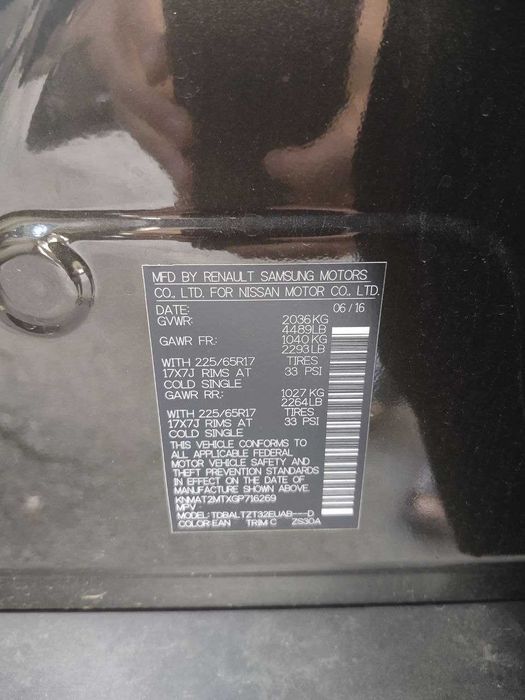 MFD BY RENAULT SAMSUNG MOTORS
CO., LTD. FOR NISSAN MOTOR CO., LTD.
DATE: 06/16
GVWR: 2036KG
4489LB
GAWR FR: 1040KG
2293LB
WITH 225/65R17 TIRES
17X7J RIMS AT 33 PSI
COLD SINGLE
GAWR RR: 1027 KG
2264LB
WITH 225/65R17 TIRES
17X7J RIMS AT 33 PSI
COLD SINGLE
THIS VEHICLE CONFORMS TO
ALL APPLICABLE FEDERAL
MOTOR VEHICLE SAFETY AND
THEFT PREVENTION STANDARDS
IN EFFECT ON THE DATE OF
MANUFACTURE SHOWN ABOVE.
KNMAT2MTXGP716269
MPV
MODEL: TDBALTZT32EUAB---D
COLOR: EAN TRIM C ZS30A